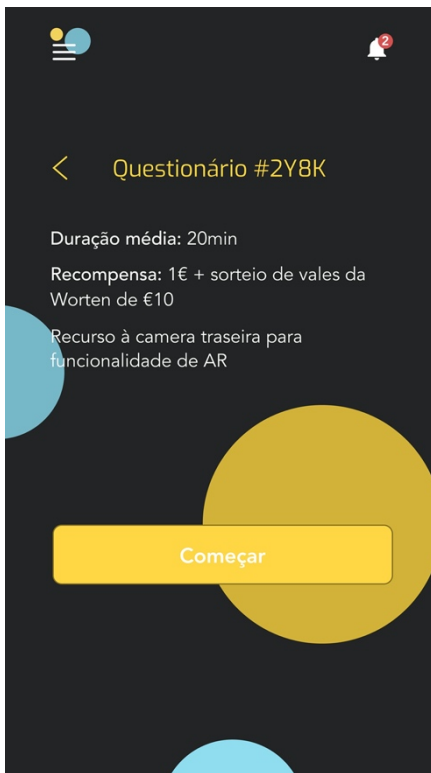 2
Questionário #2Y8K
Duração média: 20min
Recompensa: 1€ + sorteio de vales da
Worten de €10
Recurso à camera traseira para
funcionalidade de AR
Começar